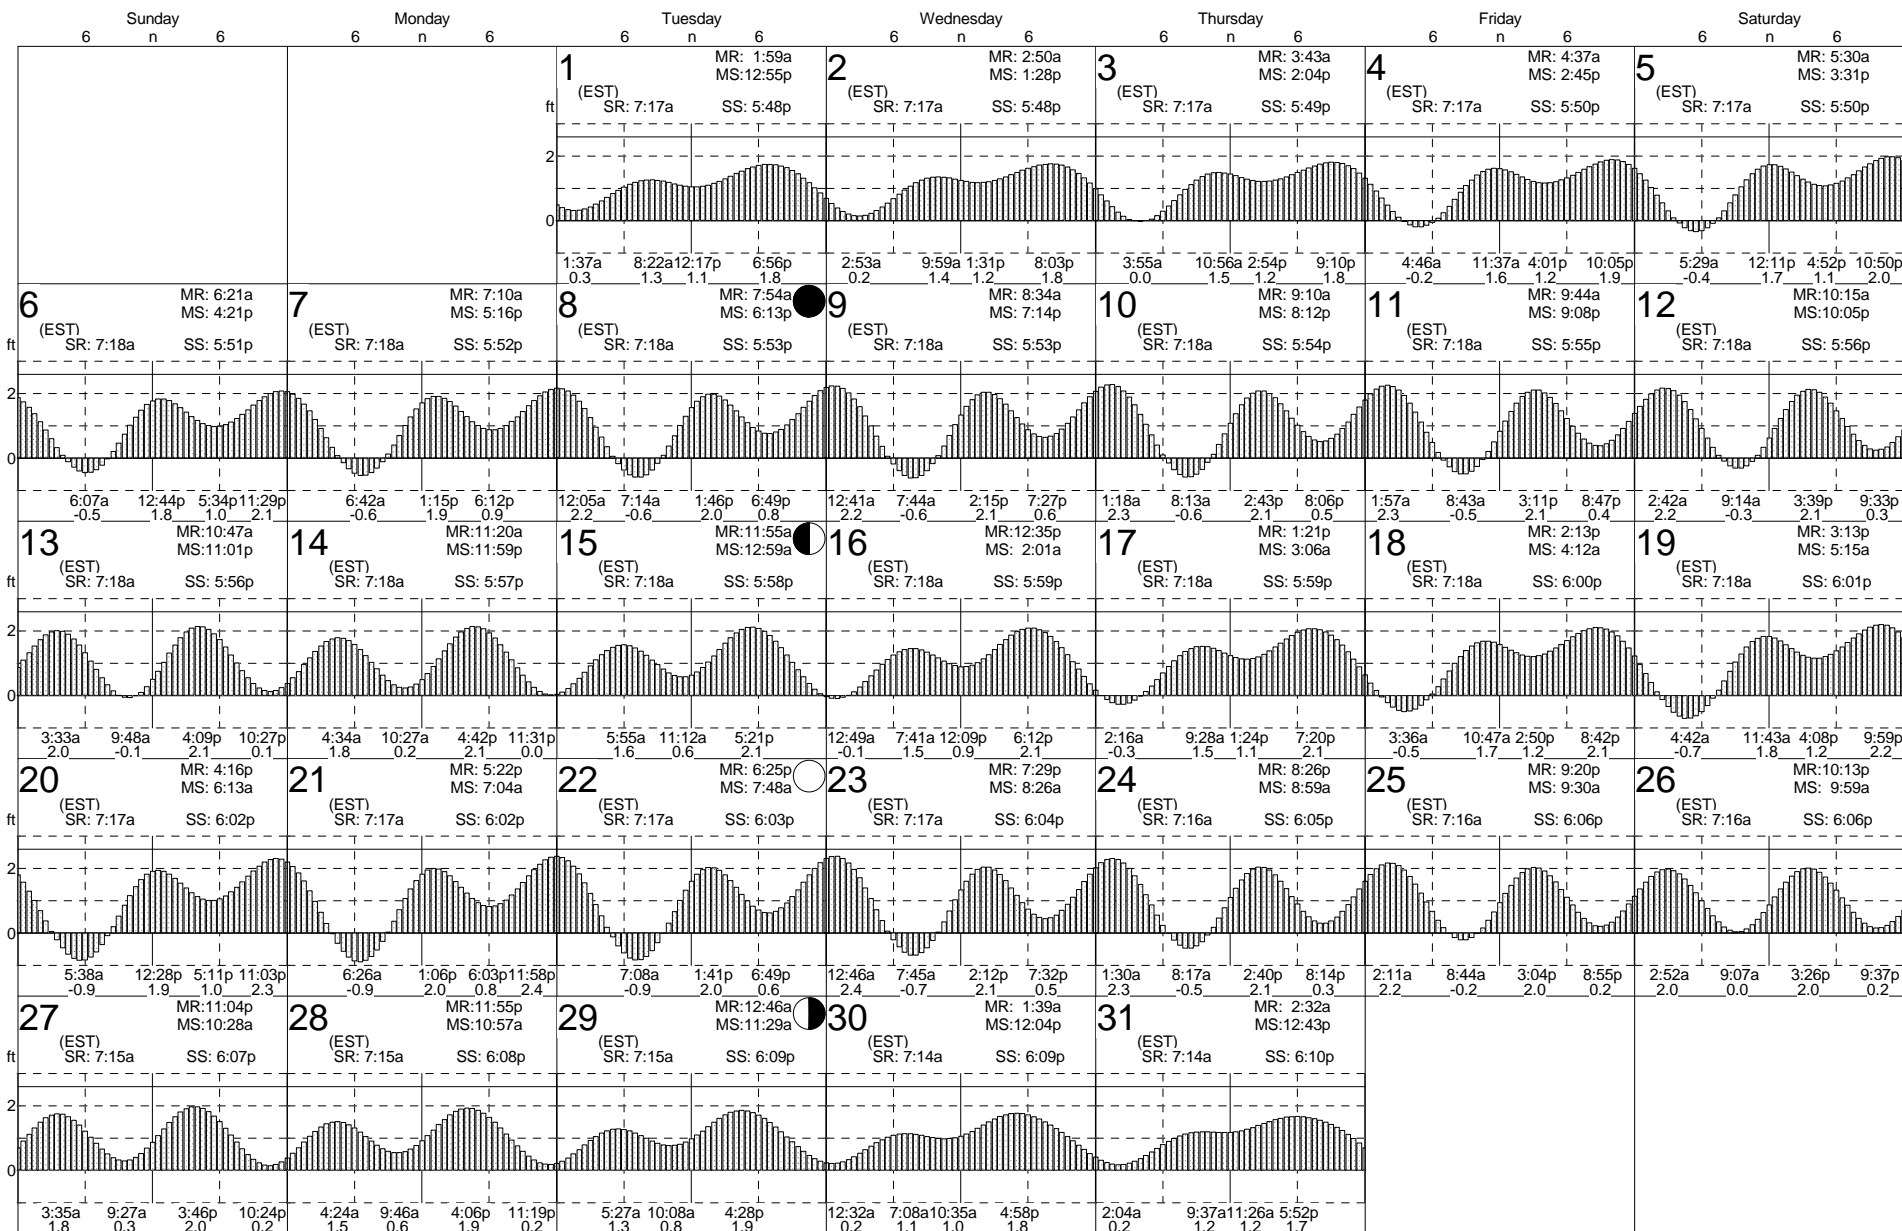 Sunday Monday Tuesday Wednesday Thursday Friday Saturday
6 n 6 6 n 6 6 n 6 6 n 6 6 n 6 6 n 6 6 n 6
1 MR: 1:59a 2 MR: 2:50a 3 MR: 3:43a 4 MR: 4:37a 5 MR: 5:30a
MS:12:55p MS: 1:28p MS: 2:04p MS: 2:45p MS: 3:31p
(EST) (EST) (EST) (EST) (EST)
ft SR: 7:17a SS: 5:48p SR: 7:17a SS: 5:48p SR: 7:17a SS: 5:49p SR: 7:17a SS: 5:50p SR: 7:17a SS: 5:50p
2
0
1:37a 8:22a 12:17p 6:56p 2:53a 9:59a 1:31p 8:03p 3:55a 10:56a 2:54p 9:10p 4:46a 11:37a 4:01p 10:05p 5:29a 12:11p 4:52p 10:50p
0.3 1.3 1.1 1.8 0.2 1.4 1.2 1.8 0.0 1.5 1.2 1.8 -0.2 1.6 1.2 1.9 -0.4 1.7 1.1 2.0
6 MR: 6:21a 7 MR: 7:10a 8 MR: 7:54a 9 MR: 8:34a 10 MR: 9:10a 11 MR: 9:44a 12 MR:10:15a
MS: 4:21p MS: 5:16p MS: 6:13p MS: 7:14p MS: 8:12p MS: 9:08p MS:10:05p
(EST) (EST) (EST) (EST) (EST) (EST) (EST)
ft SR: 7:18a SS: 5:51p SR: 7:18a SS: 5:52p SR: 7:18a SS: 5:53p SR: 7:18a SS: 5:53p SR: 7:18a SS: 5:54p SR: 7:18a SS: 5:55p SR: 7:18a SS: 5:56p
2
0
6:07a 12:44p 5:34p 11:29p 6:42a 1:15p 6:12p 12:05a 7:14a 1:46p 6:49p 12:41a 7:44a 2:15p 7:27p 1:18a 8:13a 2:43p 8:06p 1:57a 8:43a 3:11p 8:47p 2:42a 9:14a 3:39p 9:33p
-0.5 1.8 1.0 2.1 -0.6 1.9 0.9 2.2 -0.6 2.0 0.8 2.2 -0.6 2.1 0.6 2.3 -0.6 2.1 0.5 2.3 -0.5 2.1 0.4 2.2 -0.3 2.1 0.3
13 MR:10:47a 14 MR:11:20a 15 MR:11:55a 16 MR:12:35p 17 MR: 1:21p 18 MR: 2:13p 19 MR: 3:13p
MS:11:01p MS:11:59p MS:12:59a MS: 2:01a MS: 3:06a MS: 4:12a MS: 5:15a
(EST) (EST) (EST) (EST) (EST) (EST) (EST)
ft SR: 7:18a SS: 5:56p SR: 7:18a SS: 5:57p SR: 7:18a SS: 5:58p SR: 7:18a SS: 5:59p SR: 7:18a SS: 5:59p SR: 7:18a SS: 6:00p SR: 7:18a SS: 6:01p
2
0
3:33a 9:48a 4:09p 10:27p 4:34a 10:27a 4:42p 11:31p 5:55a 11:12a 5:21p 12:49a 7:41a 12:09p 6:12p 2:16a 9:28a 1:24p 7:20p 3:36a 10:47a 2:50p 8:42p 4:42a 11:43a 4:08p 9:59p
2.0 -0.1 2.1 0.1 1.8 0.2 2.1 0.0 1.6 0.6 2.1 -0.1 1.5 0.9 2.1 -0.3 1.5 1.1 2.1 -0.5 1.7 1.2 2.1 -0.7 1.8 1.2 2.2
20 MR: 4:16p 21 MR: 5:22p 22 MR: 6:25p 23 MR: 7:29p 24 MR: 8:26p 25 MR: 9:20p 26 MR:10:13p
MS: 6:13a MS: 7:04a MS: 7:48a MS: 8:26a MS: 8:59a MS: 9:30a MS: 9:59a
(EST) (EST) (EST) (EST) (EST) (EST) (EST)
ft SR: 7:17a SS: 6:02p SR: 7:17a SS: 6:02p SR: 7:17a SS: 6:03p SR: 7:17a SS: 6:04p SR: 7:16a SS: 6:05p SR: 7:16a SS: 6:06p SR: 7:16a SS: 6:06p
2
0
5:38a 12:28p 5:11p 11:03p 6:26a 1:06p 6:03p 11:58p 7:08a 1:41p 6:49p 12:46a 7:45a 2:12p 7:32p 1:30a 8:17a 2:40p 8:14p 2:11a 8:44a 3:04p 8:55p 2:52a 9:07a 3:26p 9:37p
-0.9 1.9 1.0 2.3 -0.9 2.0 0.8 2.4 -0.9 2.0 0.6 2.4 -0.7 2.1 0.5 2.3 -0.5 2.1 0.3 2.2 -0.2 2.0 0.2 2.0 0.0 2.0 0.2
27 MR:11:04p 28 MR:11:55p 29 MR:12:46a 30 MR: 1:39a 31 MR: 2:32a
MS:10:28a MS:10:57a MS:11:29a MS:12:04p MS:12:43p
(EST) (EST) (EST) (EST) (EST)
ft SR: 7:15a SS: 6:07p SR: 7:15a SS: 6:08p SR: 7:15a SS: 6:09p SR: 7:14a SS: 6:09p SR: 7:14a SS: 6:10p
2
0
3:35a 9:27a 3:46p 10:24p 4:24a 9:46a 4:06p 11:19p 5:27a 10:08a 4:28p 12:32a 7:08a 10:35a 4:58p 2:04a 9:37a 11:26a 5:52p
1.8 0.3 2.0 0.2 1.5 0.6 1.9 0.2 1.3 0.8 1.9 0.2 1.1 1.0 1.8 0.2 1.2 1.2 1.7